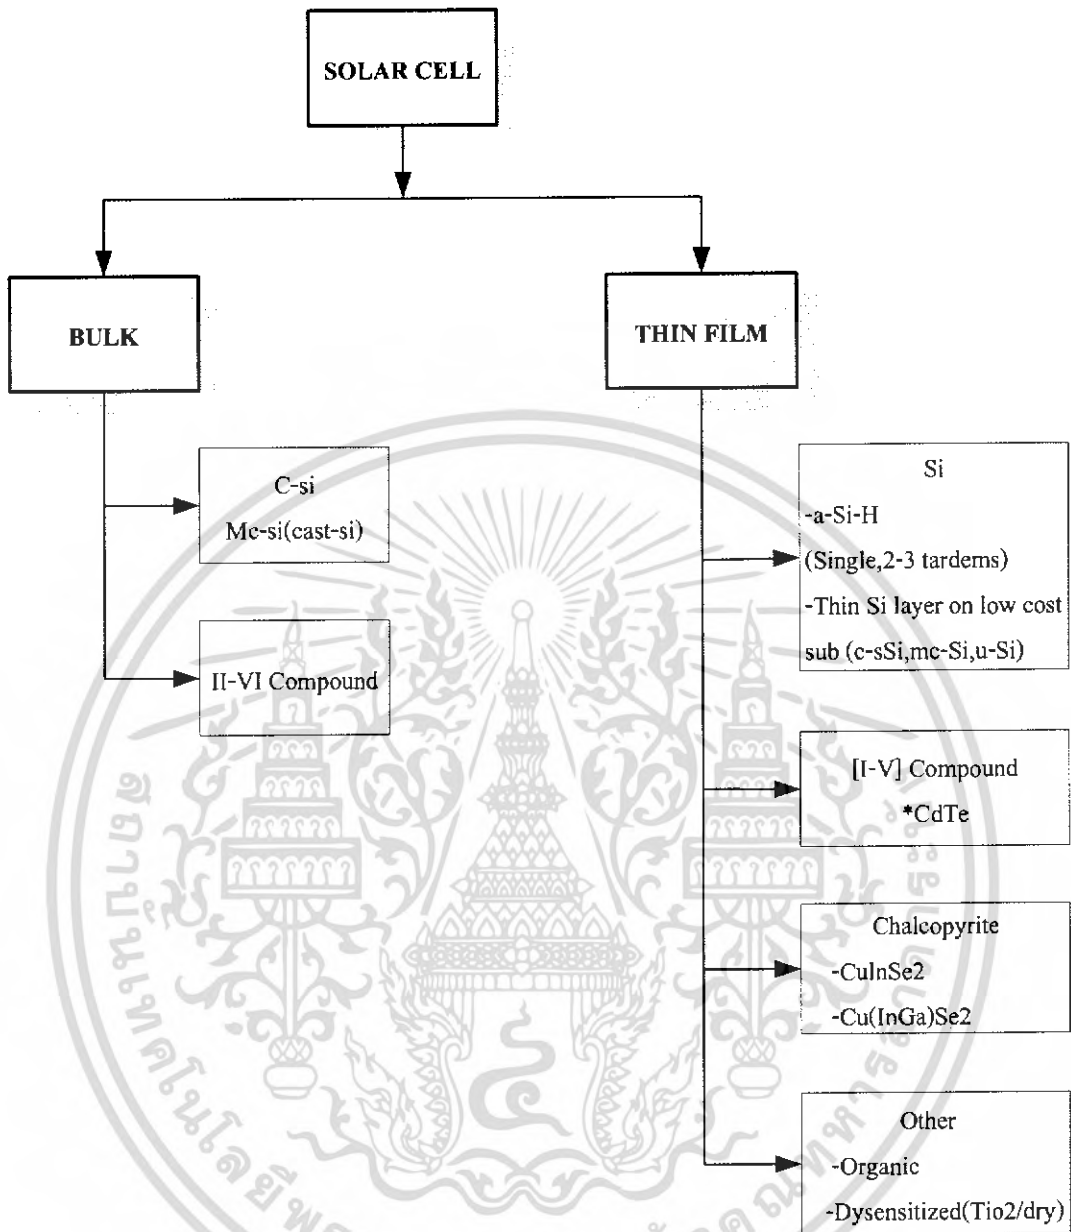 SOLAR CELL
BULK
THIN FILM
C-si
Mc-si(cast-si)
II-VI Compound
Si
-a-Si-H
(Single,2-3 tardems)
-Thin Si layer on low cost
sub (c-sSi,mc-Si,u-Si)
[I-V] Compound
*CdTe
Chalcopyrite
-CuInSe2
-Cu(InGa)Se2
Other
-Organic
-Dysensitized(Tio2/dry)